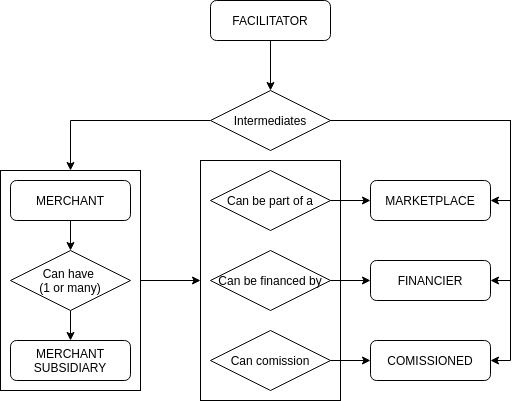 FACILITATOR
Intermediates
MERCHANT
Can have
(1 or many)
MERCHANT
SUBSIDIARY
Can be part of a
MARKETPLACE
Can be financed by
FINANCIER
Can comission
COMISSIONED